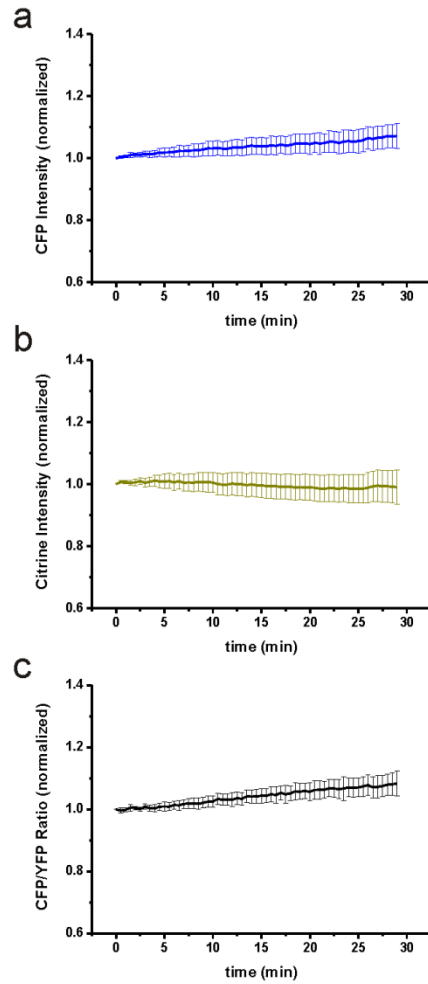 a
CFP Intensity (normalized)
1.4
1.2
1.0
0.8
0.6
0 5 10 15 20 25 30
time (min)
b
Citrine Intensity (normalized)
1.4
1.2
1.0
0.8
0.6
0 5 10 15 20 25 30
time (min)
c
CFP/YFP Ratio (normalized)
1.4
1.2
1.0
0.8
0.6
0 5 10 15 20 25 30
time (min)